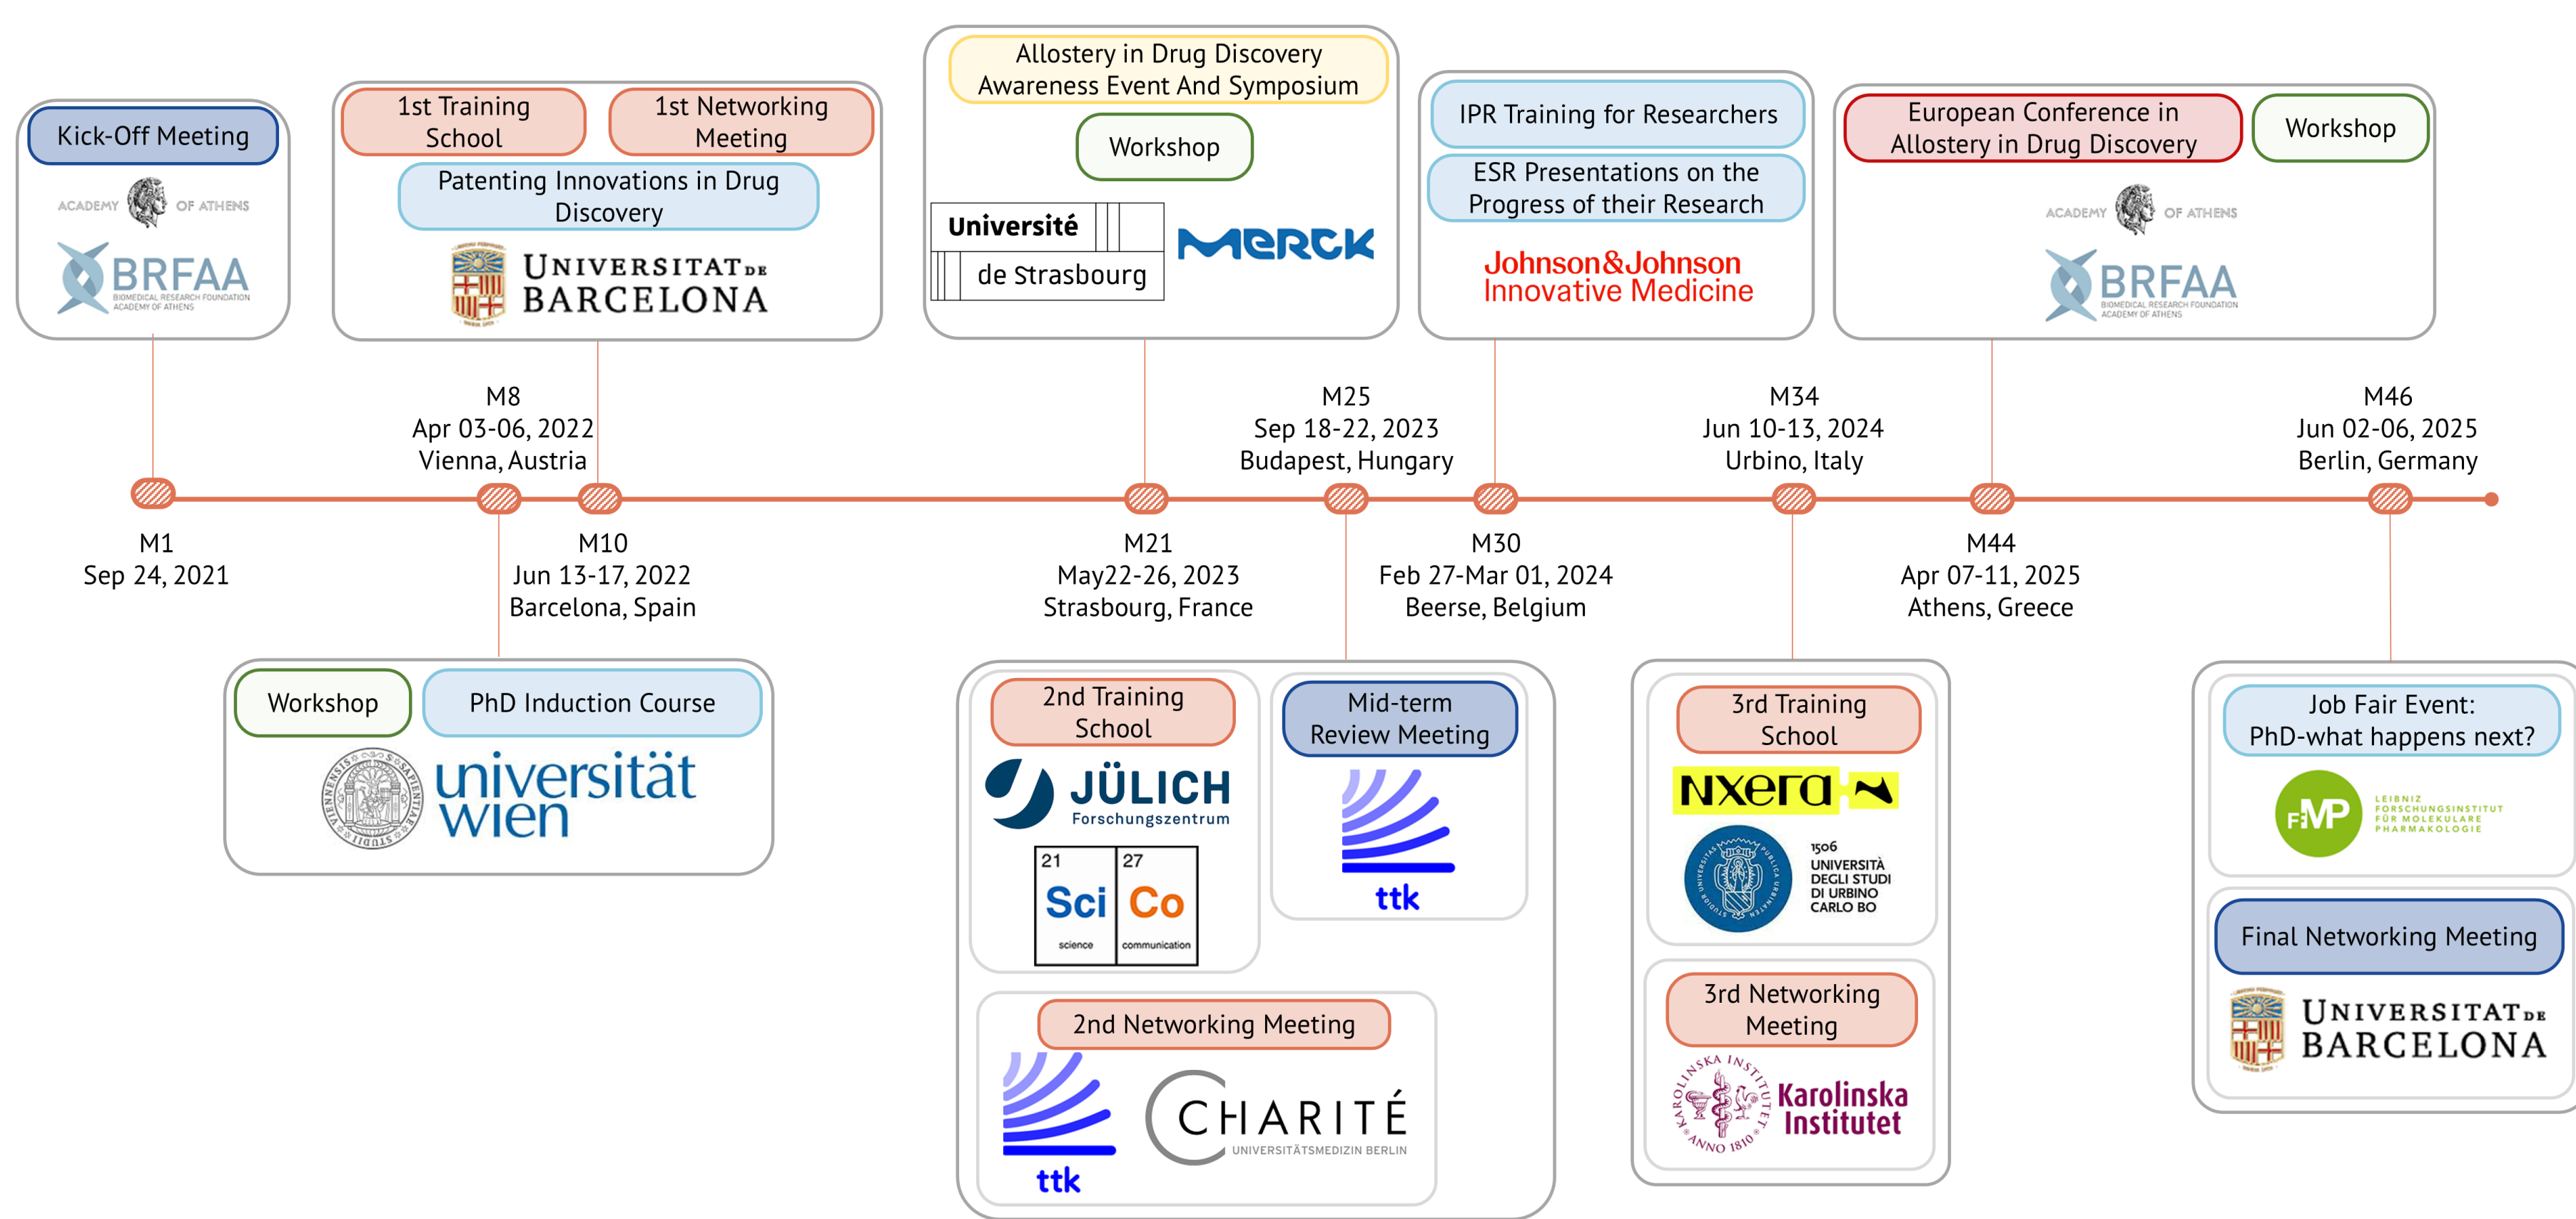 Kick-Off Meeting
ACADEMY OF ATHENS
BRFAA
BIOMEDICAL RESEARCH FOUNDATION
ACADEMY OF ATHENS
1st Training
School
1st Networking
Meeting
Patenting Innovations in Drug
Discovery
UNIVERSITAT DE
BARCELONA
Allostery in Drug Discovery
Awareness Event And Symposium
Workshop
Université
de Strasbourg
MERCK
IPR Training for Researchers
ESR Presentations on the
Progress of their Research
Johnson&Johnson
Innovative Medicine
European Conference in
Allostery in Drug Discovery
Workshop
ACADEMY OF ATHENS
BRFAA
BIOMEDICAL RESEARCH FOUNDATION
ACADEMY OF ATHENS
M8
Apr 03-06, 2022
Vienna, Austria
M25
Sep 18-22, 2023
Budapest, Hungary
M34
Jun 10-13, 2024
Urbino, Italy
M46
Jun 02-06, 2025
Berlin, Germany
M1
Sep 24, 2021
M10
Jun 13-17, 2022
Barcelona, Spain
M21
May22-26, 2023
Strasbourg, France
M30
Feb 27-Mar 01, 2024
Beerse, Belgium
M44
Apr 07-11, 2025
Athens, Greece
Workshop
PhD Induction Course
universität
wien
2nd Training
School
JÜLICH
Forschungszentrum
21
Sci
science
27
Co
communication
Mid-term
Review Meeting
ttk
2nd Networking Meeting
ttk
CHARITÉ
UNIVERSITÄTSMEDIZIN BERLIN
3rd Training
School
Nxera
1506
UNIVERSITÀ
DEGLI STUDI
DI URBINO
CARLO BO
3rd Networking
Meeting
KAROLINSKA INSTITUTET
ANNO 1810
Karolinska
Institutet
Job Fair Event:
PhD-what happens next?
FMP
LEIBNIZ
FORSCHUNGSINSTITUT
FÜR MOLEKULARE
PHARMAKOLOGIE
Final Networking Meeting
UNIVERSITAT DE
BARCELONA